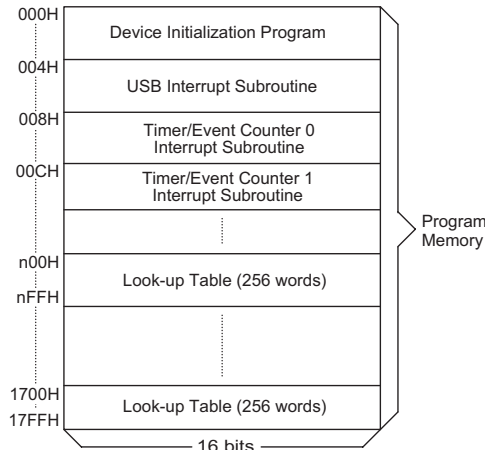 000H
Device Initialization Program
004H
USB Interrupt Subroutine
008H
Timer/Event Counter 0
Interrupt Subroutine
00CH
Timer/Event Counter 1
Interrupt Subroutine
Program
Memory
n00H
Look-up Table (256 words)
nFFH
1700H
Look-up Table (256 words)
17FFH
16 bits